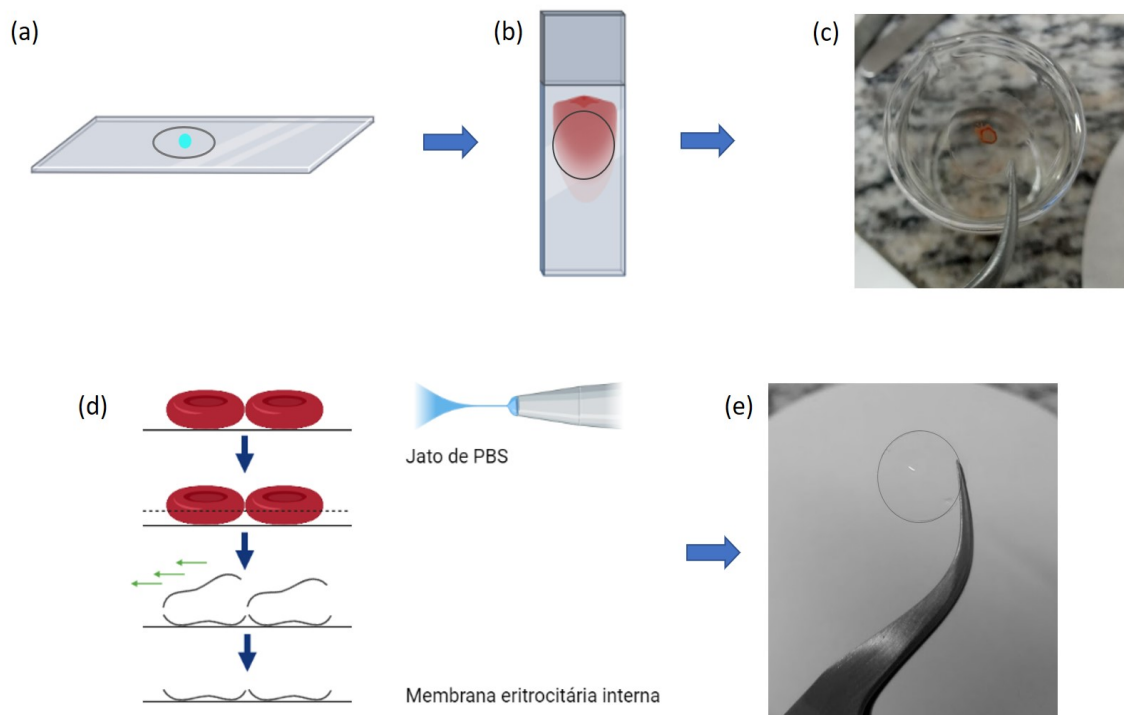 (a)
(b)
(c)
(d)
Jato de PBS
(e)
Membrana eritrocitária interna